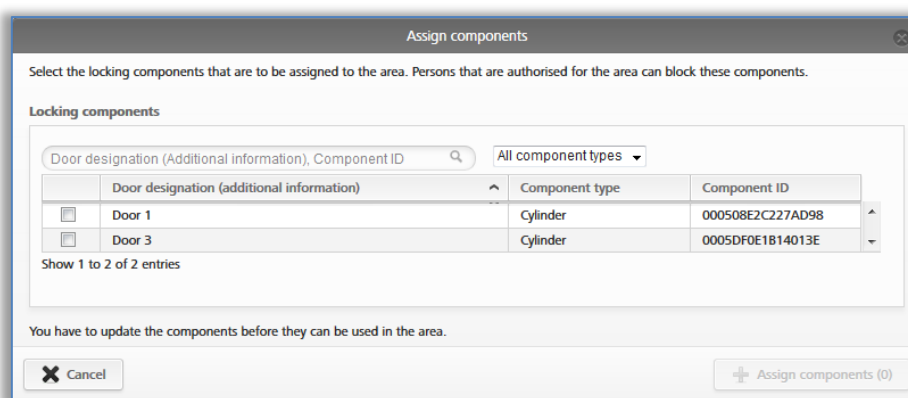 Assign components
Select the locking components that are to be assigned to the area. Persons that are authorised for the area can block these components.
Locking components
Door designation (Additional information), Component ID All component types
Door designation (additional information) Component type Component ID
Door 1 Cylinder 000508E2C227AD98
Door 3 Cylinder 0005DF0E1B14013E
Show 1 to 2 of 2 entries
You have to update the components before they can be used in the area.
Cancel Assign components (0)